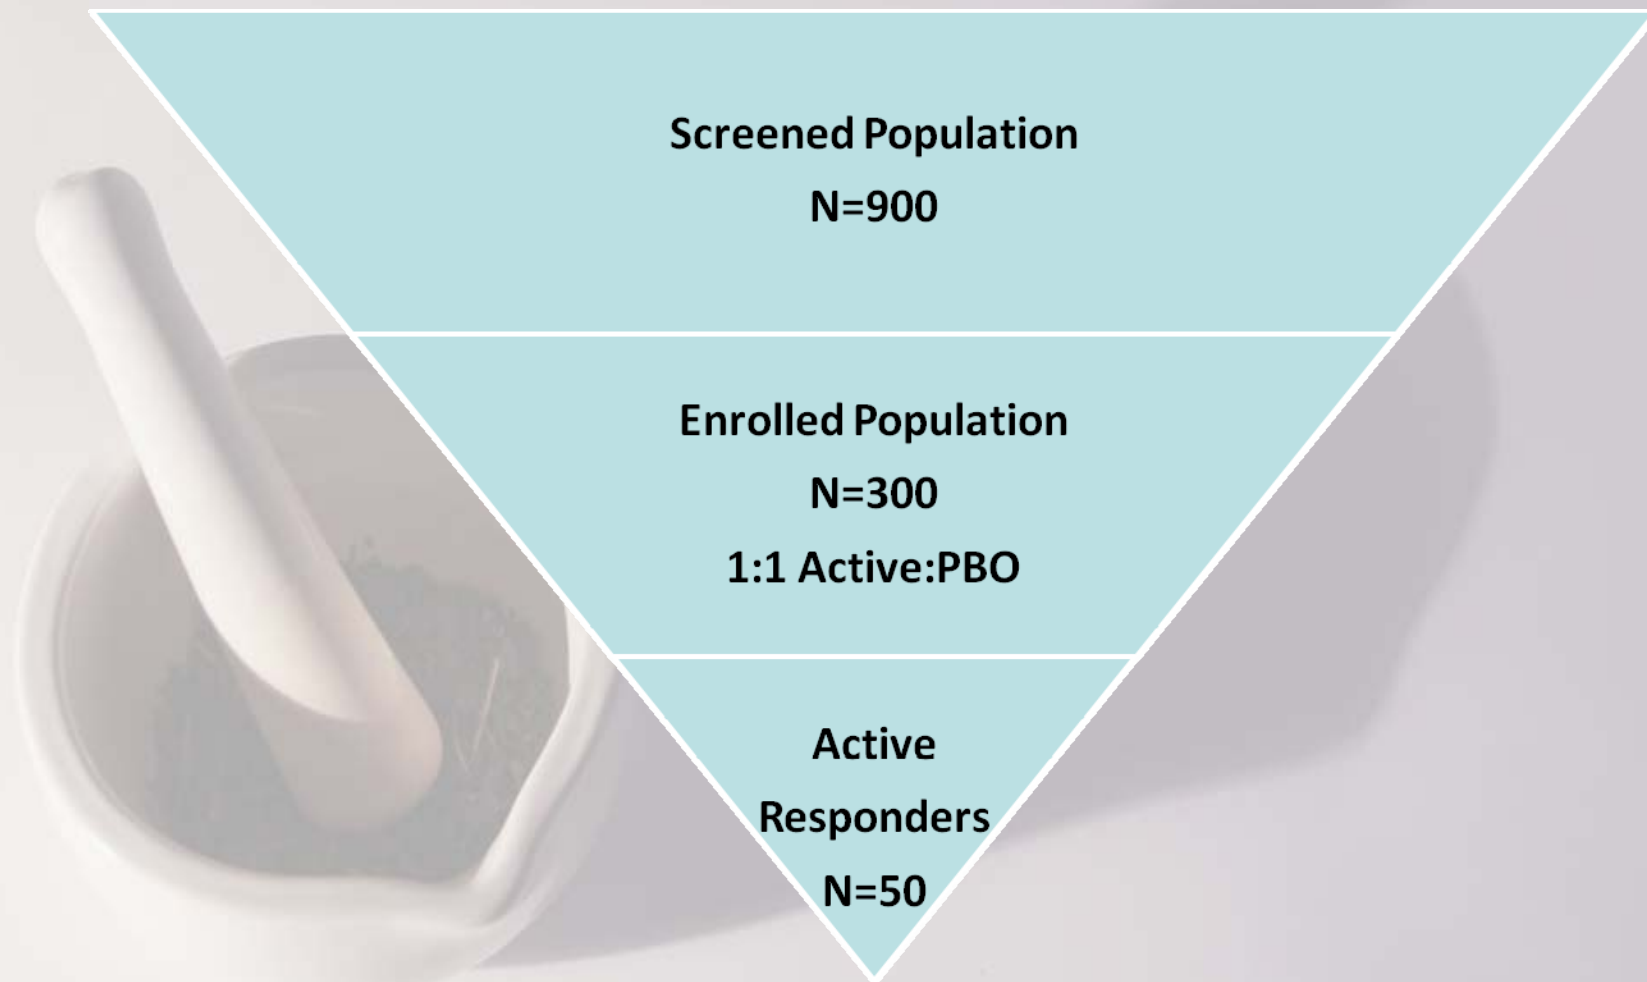 Screened Population
N=900
Enrolled Population
N=300
1:1 Active:PBO
Active
Responders
N=50